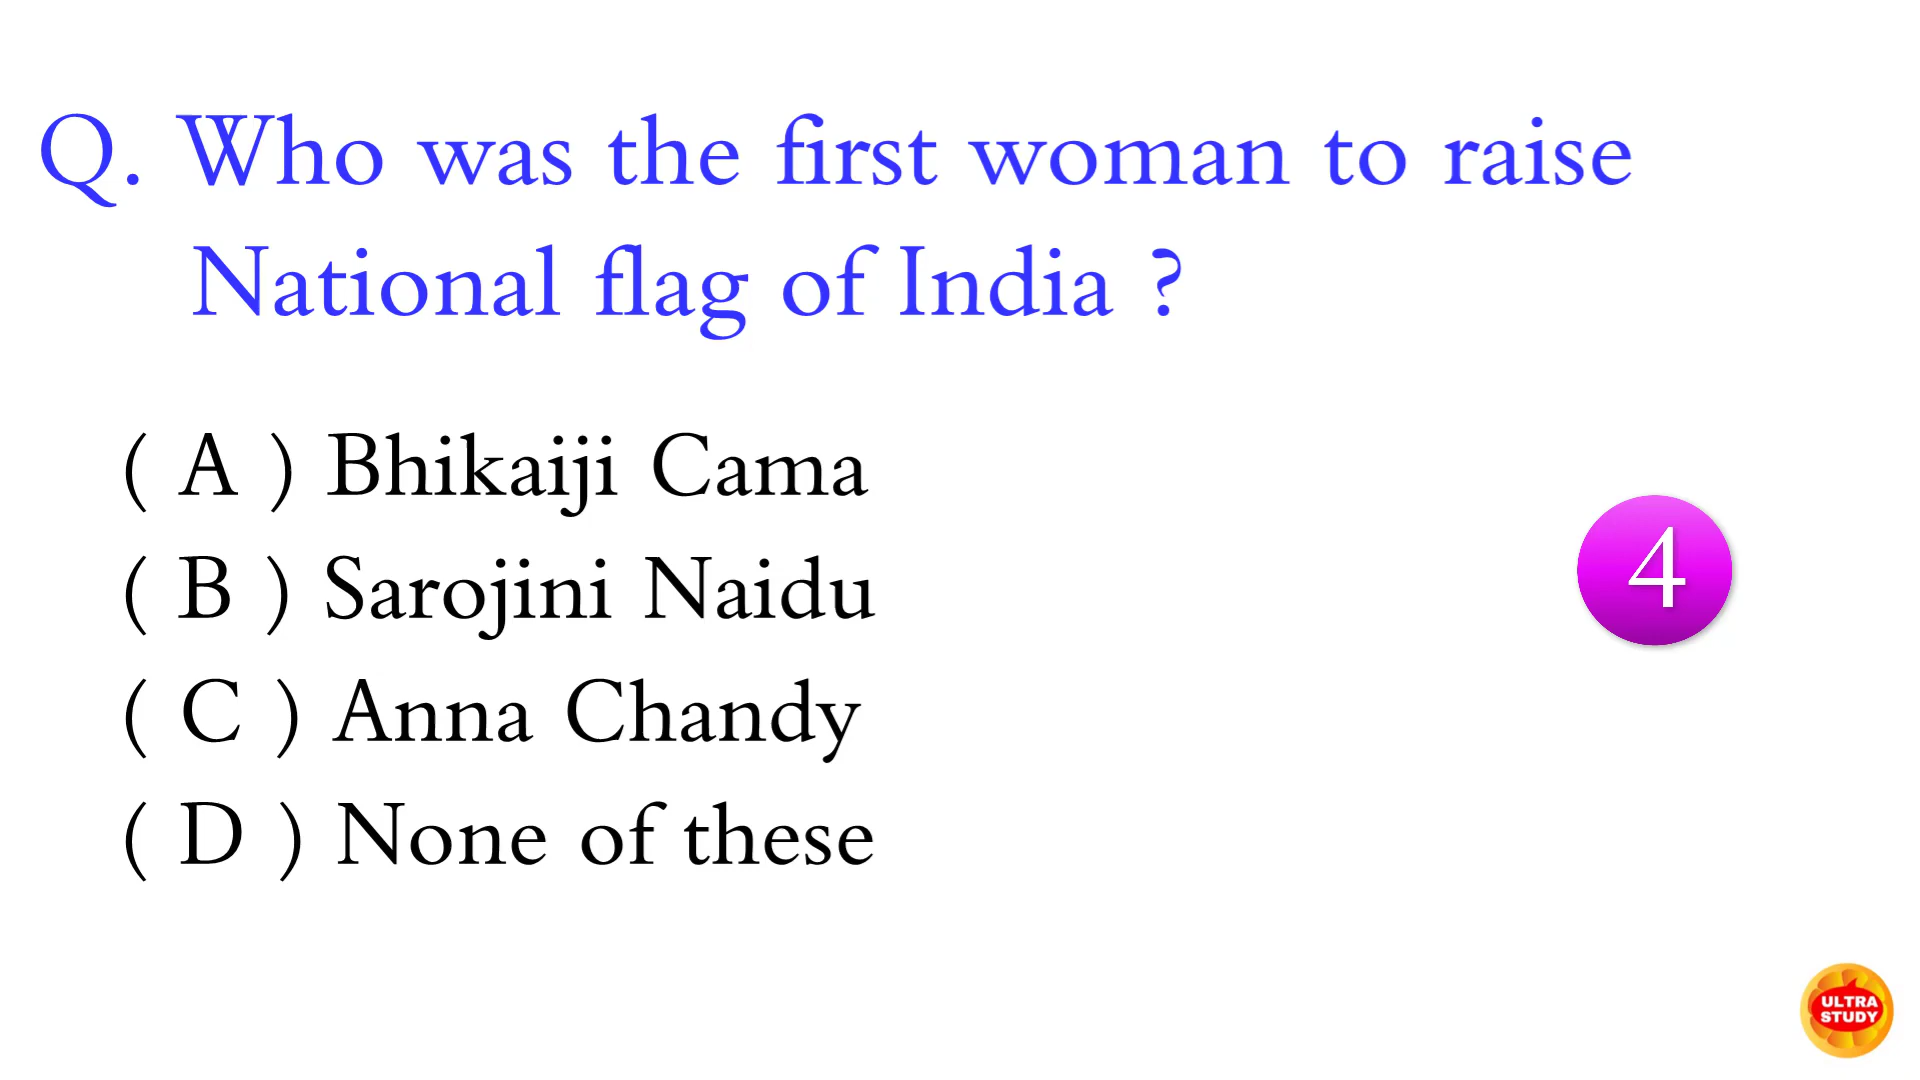 Q. Who was the first woman to raise
National flag of India ?
( A ) Bhikaiji Cama
( B ) Sarojini Naidu
4
( C ) Anna Chandy
( D ) None of these
ULTRA
STUDY